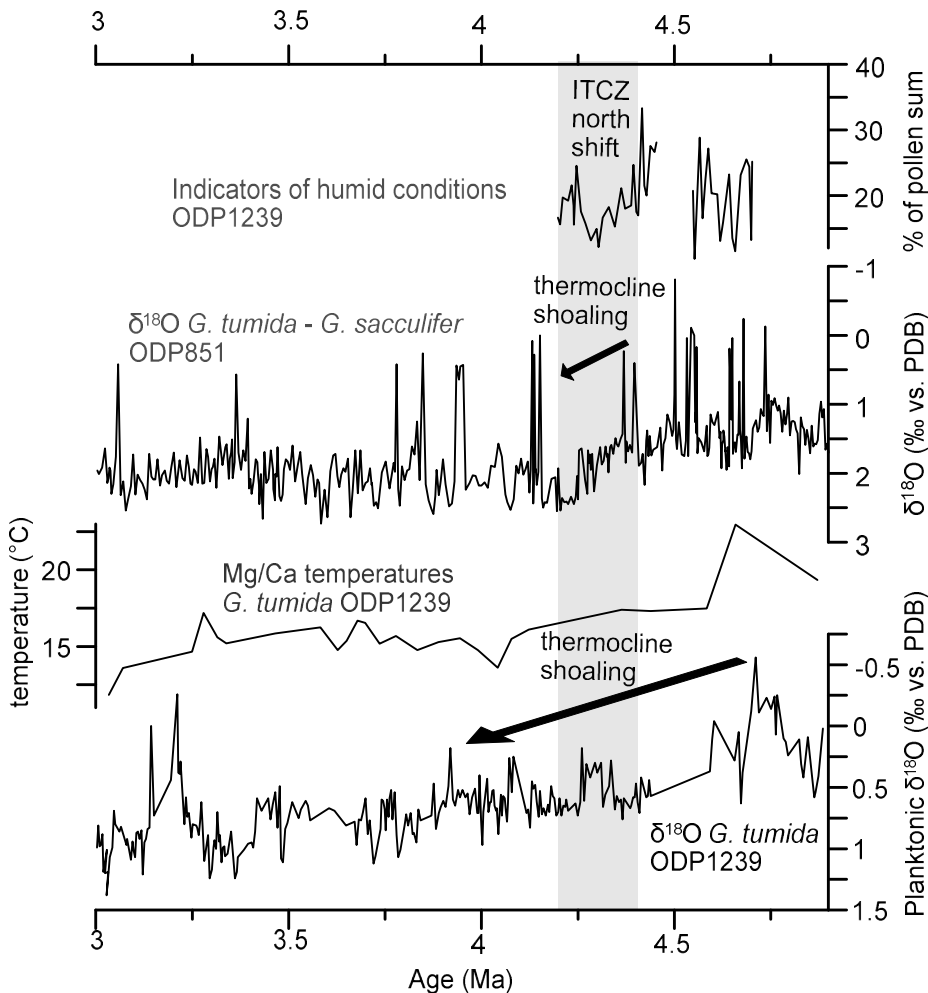 3 3.5 4 4.5
40
30
20
% of pollen sum
ITCZ
north
shift
Indicators of humid conditions
ODP1239
-1
0
1
2
3
δ18O (‰ vs. PDB)
thermocline
shoaling
δ18O G. tumida - G. sacculifer
ODP851
temperature (°C)
20
15
Mg/Ca temperatures
G. tumida ODP1239
thermocline
shoaling
-0.5
0
0.5
1
1.5
Planktonic δ18O (‰ vs. PDB)
δ18O G. tumida
ODP1239
3 3.5 4 4.5
Age (Ma)